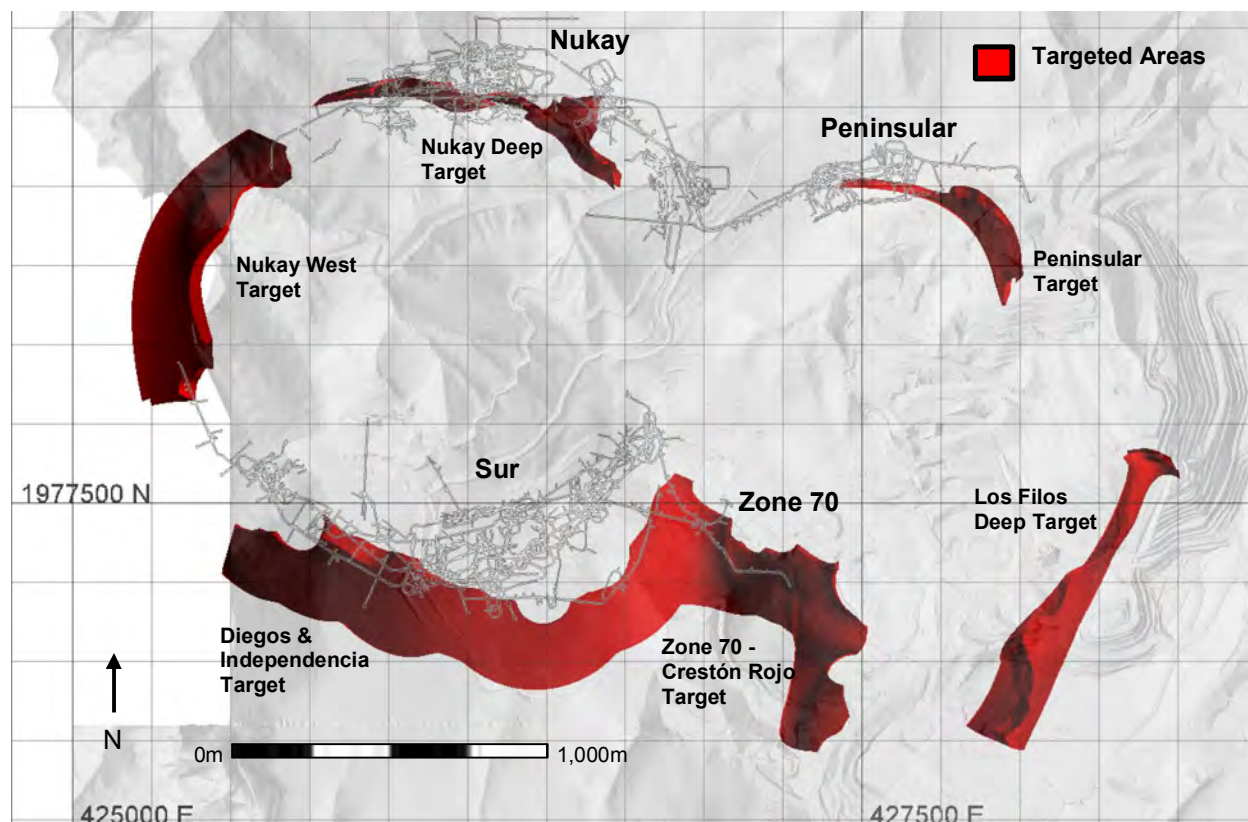 Nukay
Targeted Areas
Peninsular
Nukay Deep
Target
Nukay West
Target
Peninsular
Target
Sur
1977500 N
Zone 70
Los Filos
Deep Target
Diegos &
Independencia
Target
Zone 70 -
Crestón Rojo
Target
N
0m
1,000m
425000 E
427500 E